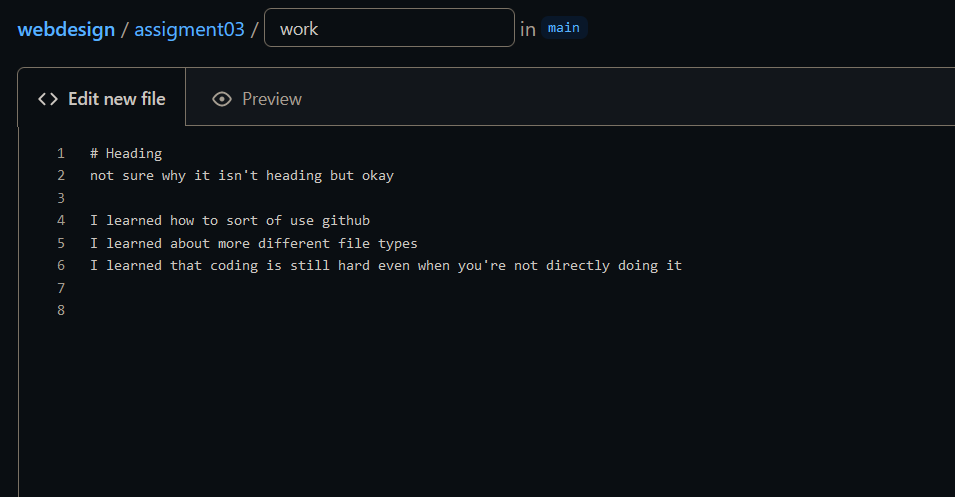 webdesign / assigment03 / work in main
Edit new file Preview
1 # Heading
2 not sure why it isn't heading but okay
3
4 I learned how to sort of use github
5 I learned about more different file types
6 I learned that coding is still hard even when you're not directly doing it
7
8